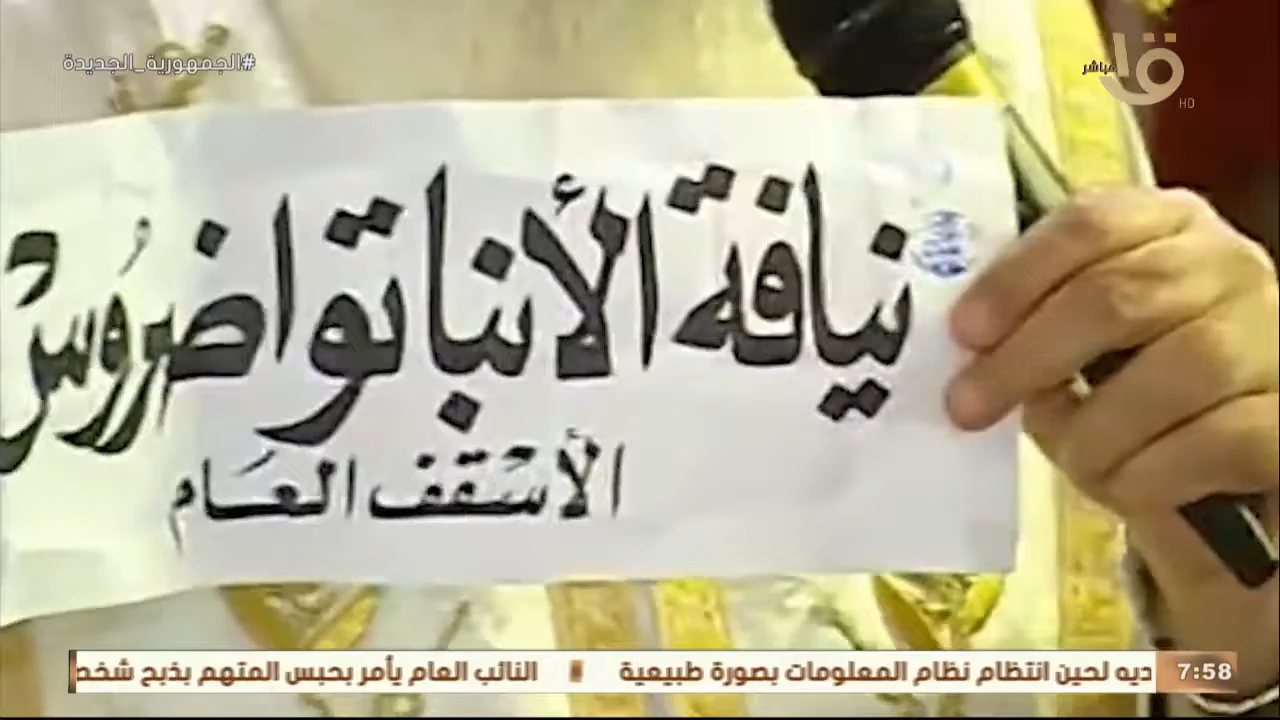 #الجمهورية_الجديدة
مباشر
HD
نيافة الأنبا تواضروس
الأسقف العام
ديه لحين انتظام نظام المعلومات بصورة طبيعية
النائب العام يأمر بحبس المتهم بذبح شخد
7:58